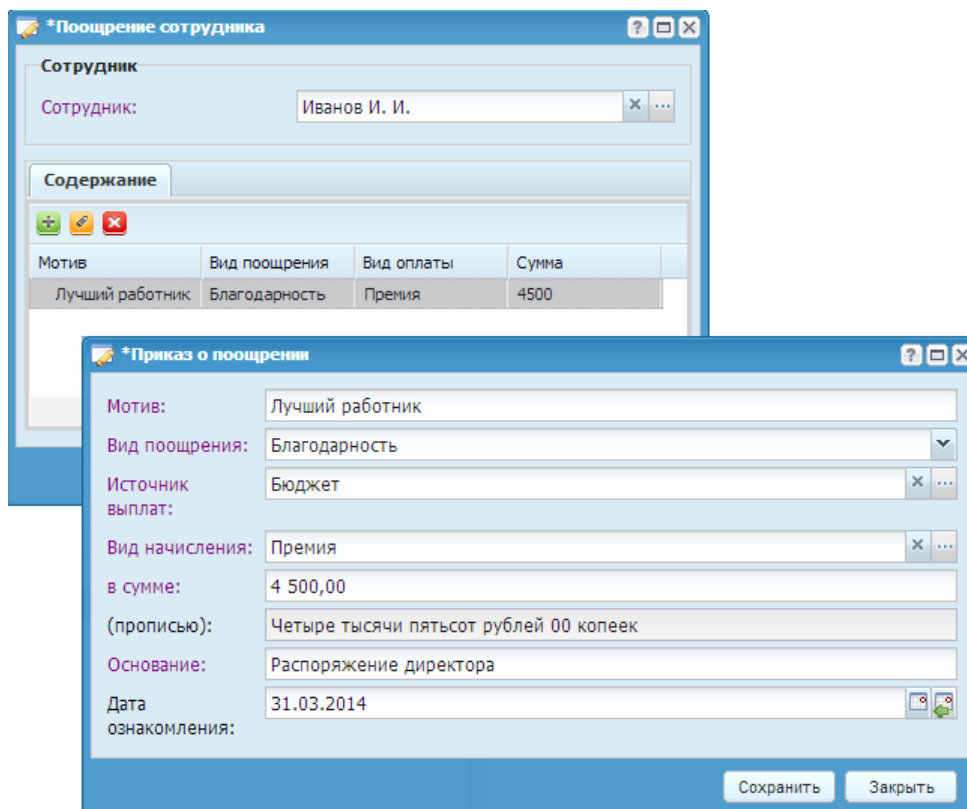 *Поощрение сотрудника
Сотрудник
Сотрудник: Иванов И. И.
Содержание
Мотив Вид поощрения Вид оплаты Сумма
Лучший работник Благодарность Премия 4500
*Приказ о поощрении
Мотив: Лучший работник
Вид поощрения: Благодарность
Источник выплат: Бюджет
Вид начисления: Премия
в сумме: 4 500,00
(прописью): Четыре тысячи пятьсот рублей 00 копеек
Основание: Распоряжение директора
Дата ознакомления: 31.03.2014
Сохранить Закрыть